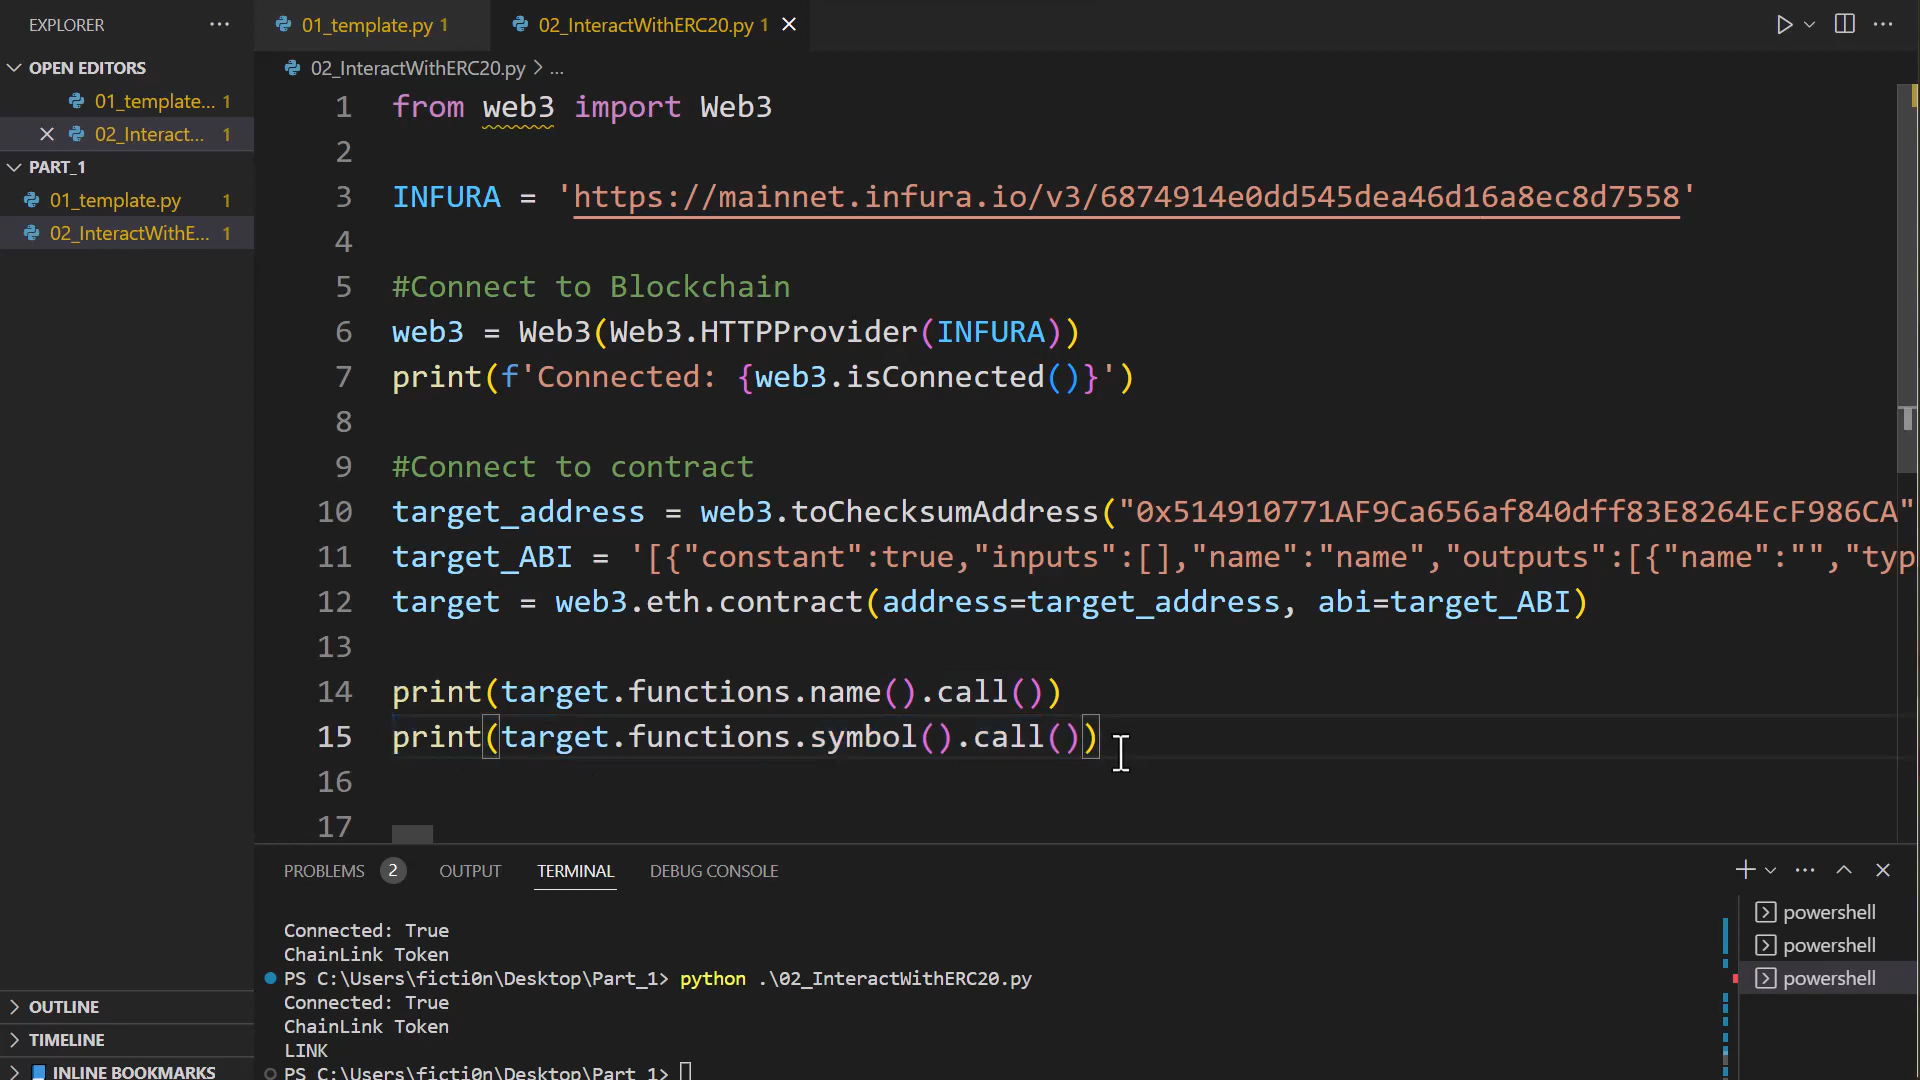 EXPLORER ...
OPEN EDITORS
01_template... 1
02_Interact... 1
PART_1
01_template.py 1
02_InteractWithE... 1
OUTLINE
TIMELINE
INLINE BOOKMARKS
01_template.py 1
02_InteractWithERC20.py 1
02_InteractWithERC20.py > ...
1 from web3 import Web3
2
3 INFURA = 'https://mainnet.infura.io/v3/6874914e0dd545dea46d16a8ec8d7558'
4
5 #Connect to Blockchain
6 web3 = Web3(Web3.HTTPProvider(INFURA))
7 print(f'Connected: {web3.isConnected()}')
8
9 #Connect to contract
10 target_address = web3.toChecksumAddress("0x514910771AF9Ca656af840dff83E8264EcF986CA"
11 target_ABI = '[{"constant":true,"inputs":[],"name":"name","outputs":[{"name":"","typ
12 target = web3.eth.contract(address=target_address, abi=target_ABI)
13
14 print(target.functions.name().call())
15 print(target.functions.symbol().call())
16
17
PROBLEMS 2 OUTPUT TERMINAL DEBUG CONSOLE
Connected: True
ChainLink Token
PS C:\Users\ficti0n\Desktop\Part_1> python .\02_InteractWithERC20.py
Connected: True
ChainLink Token
LINK
PS C:\Users\ficti0n\Desktop\Part_1>
powershell
powershell
powershell